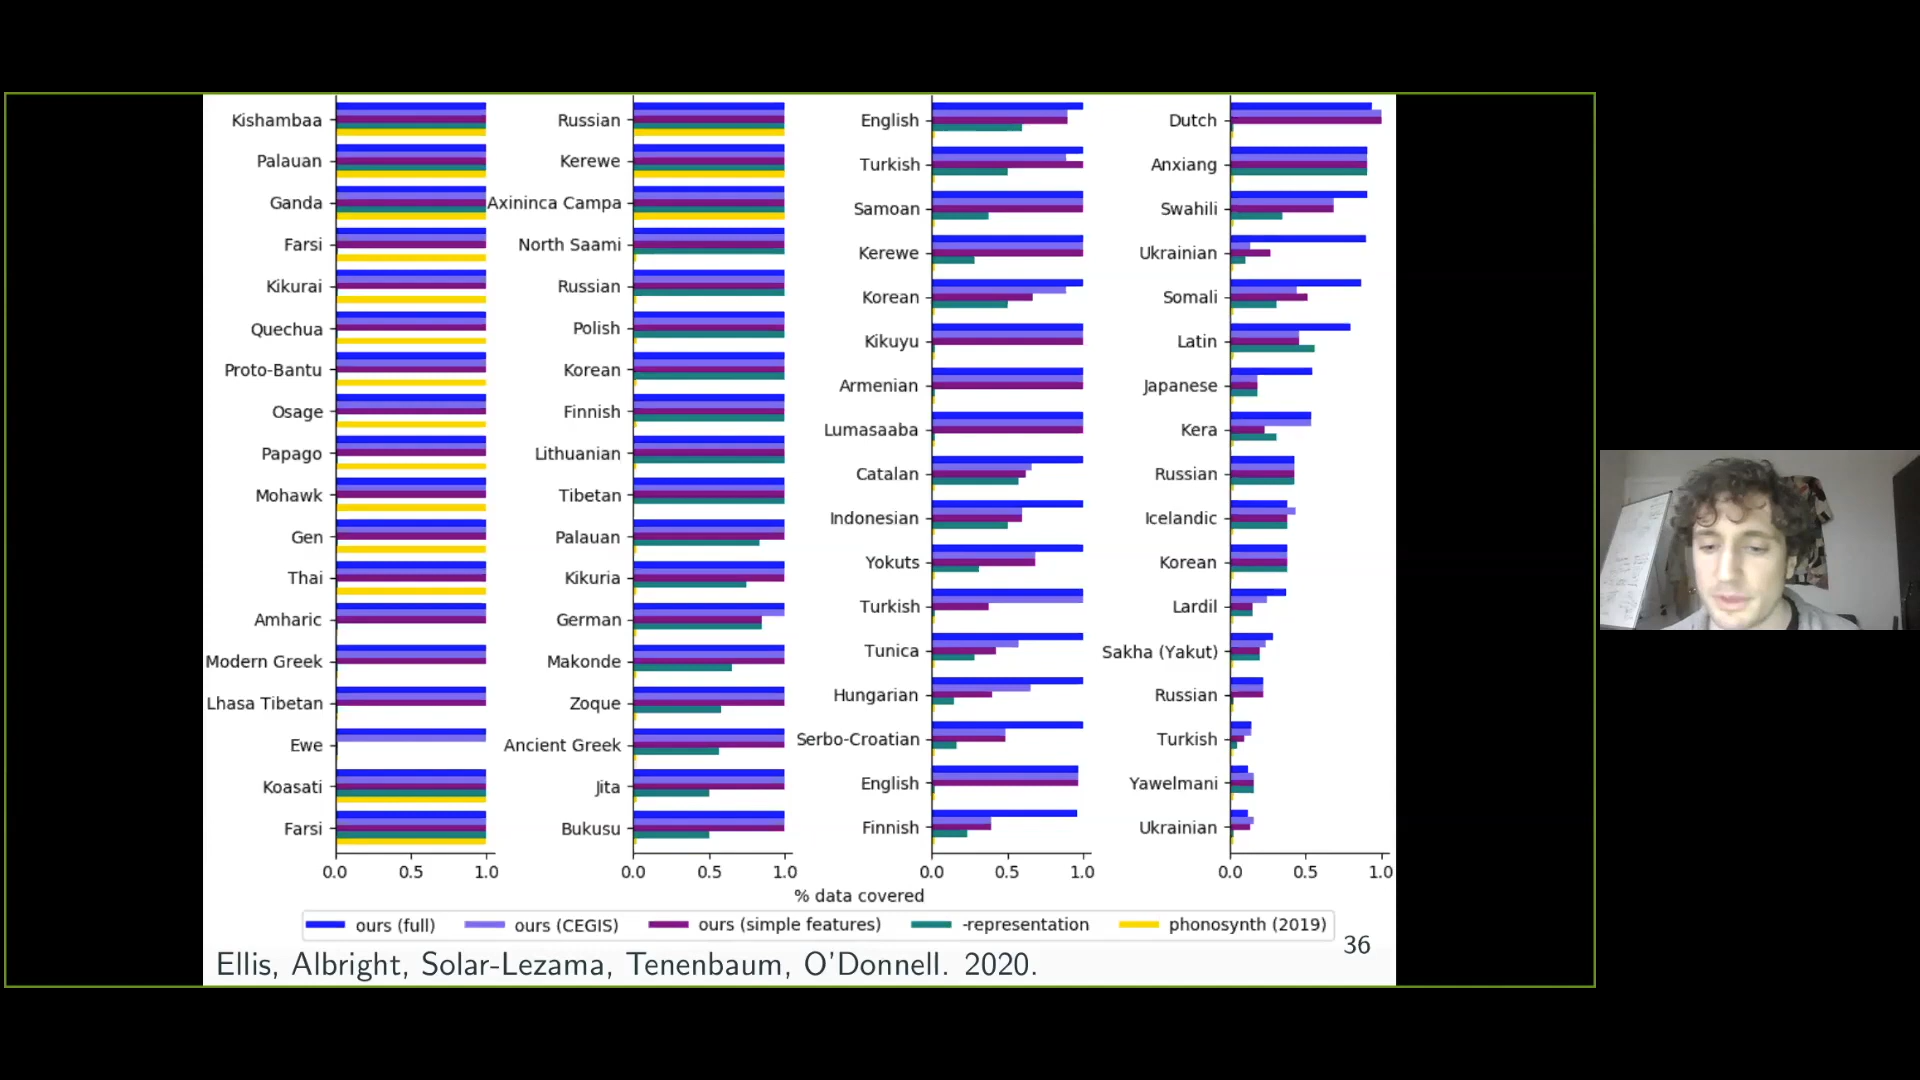 Kishambaa
Palauan
Ganda
Farsi
Kikurai
Quechua
Proto-Bantu
Osage
Papago
Mohawk
Gen
Thai
Amharic
Modern Greek
Lhasa Tibetan
Ewe
Koasati
Farsi
0.0 0.5 1.0
Russian
Kerewe
Axininca Campa
North Saami
Russian
Polish
Korean
Finnish
Lithuanian
Tibetan
Palauan
Kikuria
German
Makonde
Zoque
Ancient Greek
Jita
Bukusu
0.0 0.5 1.0
English
Turkish
Samoan
Kerewe
Korean
Kikuyu
Armenian
Lumasaaba
Catalan
Indonesian
Yokuts
Turkish
Tunica
Hungarian
Serbo-Croatian
English
Finnish
0.0 0.5 1.0
Dutch
Anxiang
Swahili
Ukrainian
Somali
Latin
Japanese
Kera
Russian
Icelandic
Korean
Lardil
Sakha (Yakut)
Russian
Turkish
Yawelmani
Ukrainian
0.0 0.5 1.0
% data covered
ours (full) ours (CEGIS) ours (simple features) -representation phonosynth (2019)
36
Ellis, Albright, Solar-Lezama, Tenenbaum, O'Donnell. 2020.